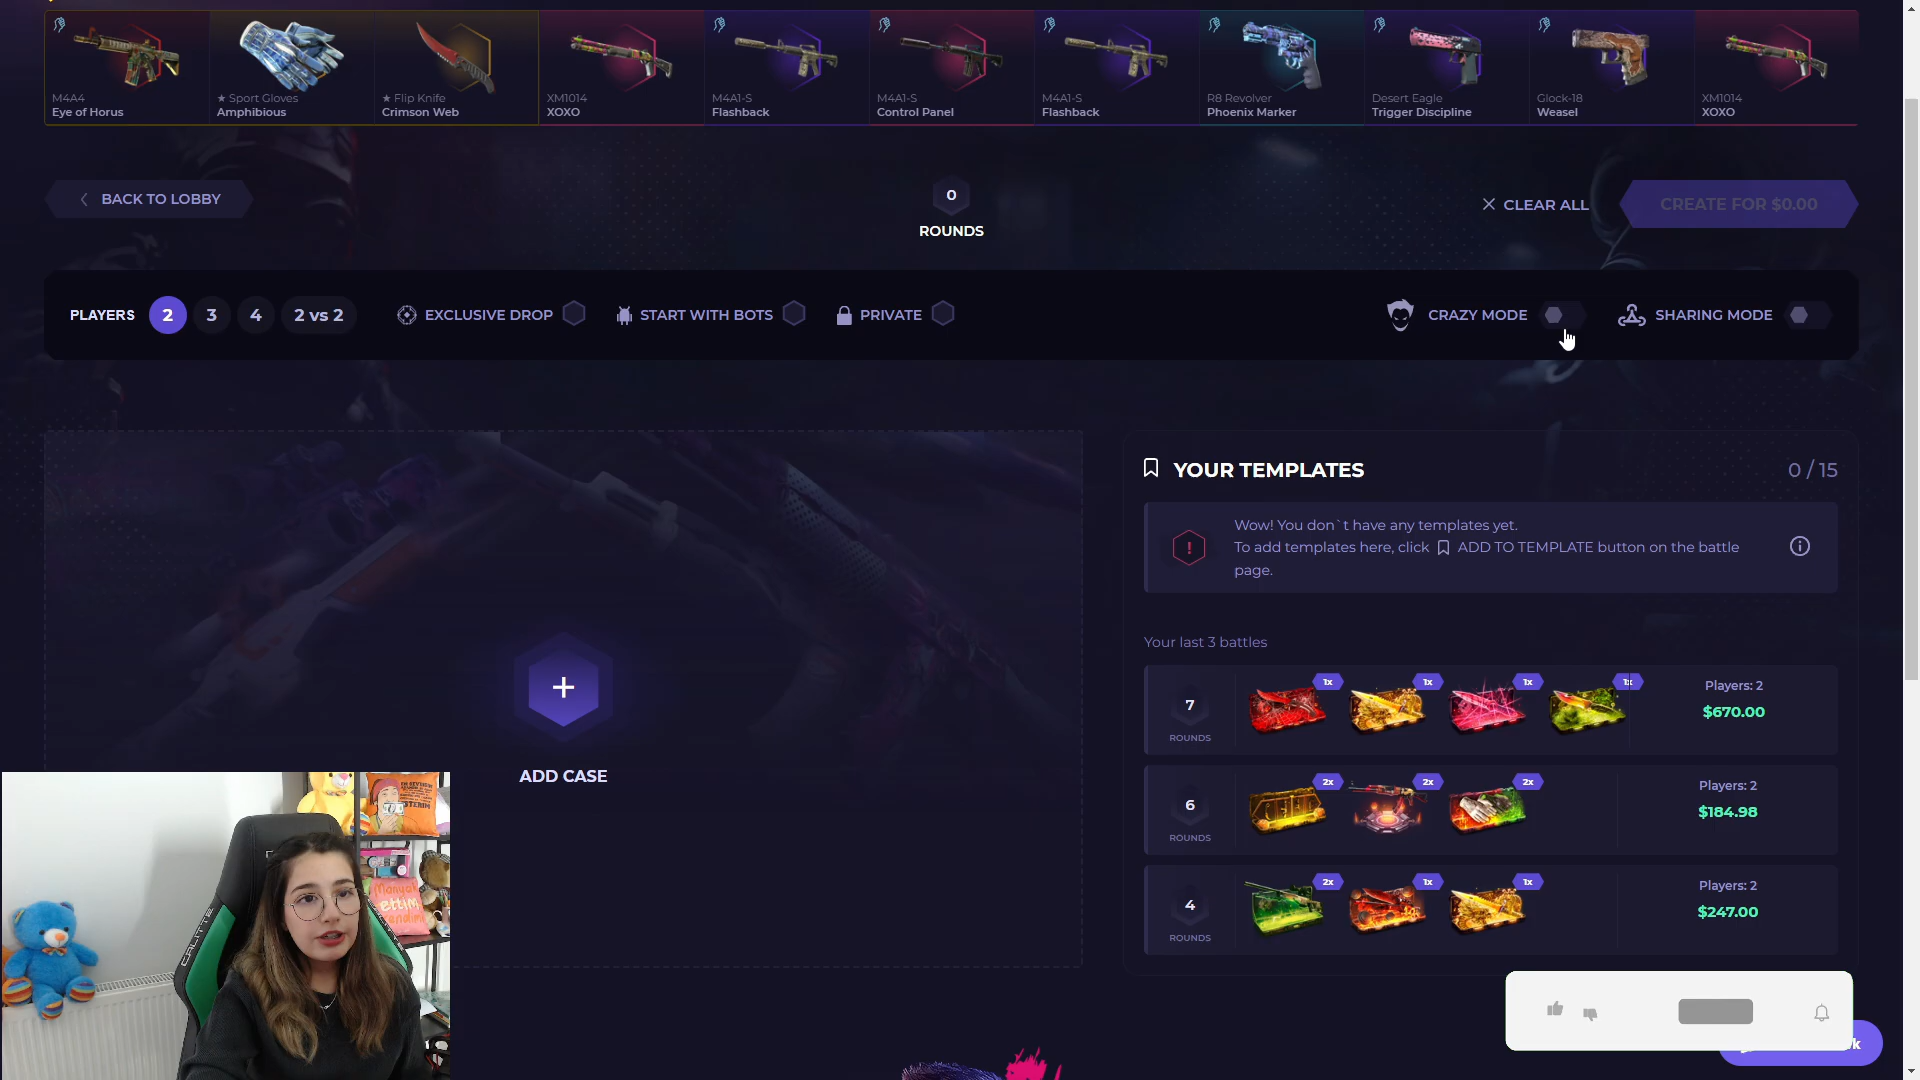 M4A4
Eye of Horus
★ Sport Gloves
Amphibious
★ Flip Knife
Crimson Web
XM1014
XOXO
M4A1-S
Flashback
M4A1-S
Control Panel
M4A1-S
Flashback
R8 Revolver
Phoenix Marker
Desert Eagle
Trigger Discipline
Glock-18
Weasel
XM1014
XOXO
BACK TO LOBBY
0
ROUNDS
CLEAR ALL
CREATE FOR $0.00
PLAYERS 2 3 4 2 vs 2
EXCLUSIVE DROP
START WITH BOTS
PRIVATE
CRAZY MODE
SHARING MODE
ADD CASE
YOUR TEMPLATES
0 / 15
Wow! You don`t have any templates yet.
To add templates here, click ADD TO TEMPLATE button on the battle
page.
Your last 3 battles
7
ROUNDS
1x 1x 1x 1x
Players: 2
$670.00
6
ROUNDS
2x 2x 2x
Players: 2
$184.98
4
ROUNDS
2x 1x 1x
Players: 2
$247.00
Manyak
ettim
kendimi